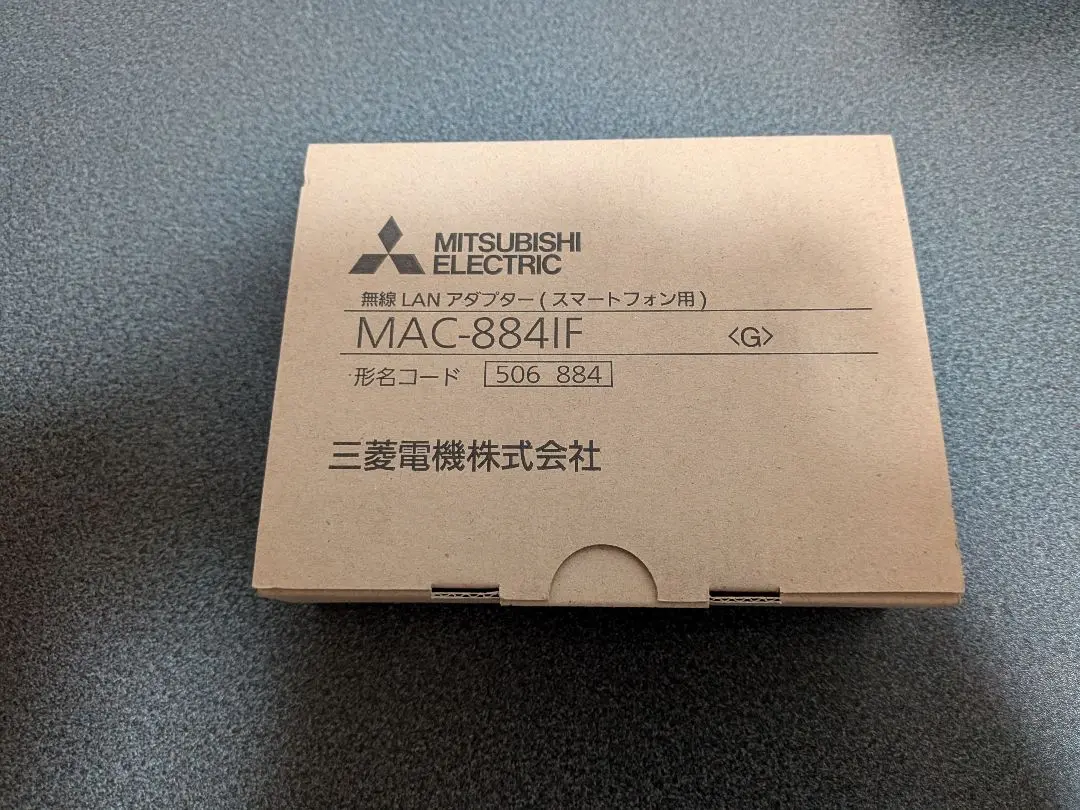 MITSUBISHI
ELECTRIC
無線 LAN アダプター ( スマートフォン用 )
MAC-884IF 〈G〉
形名コード 506 884
三菱電機株式会社